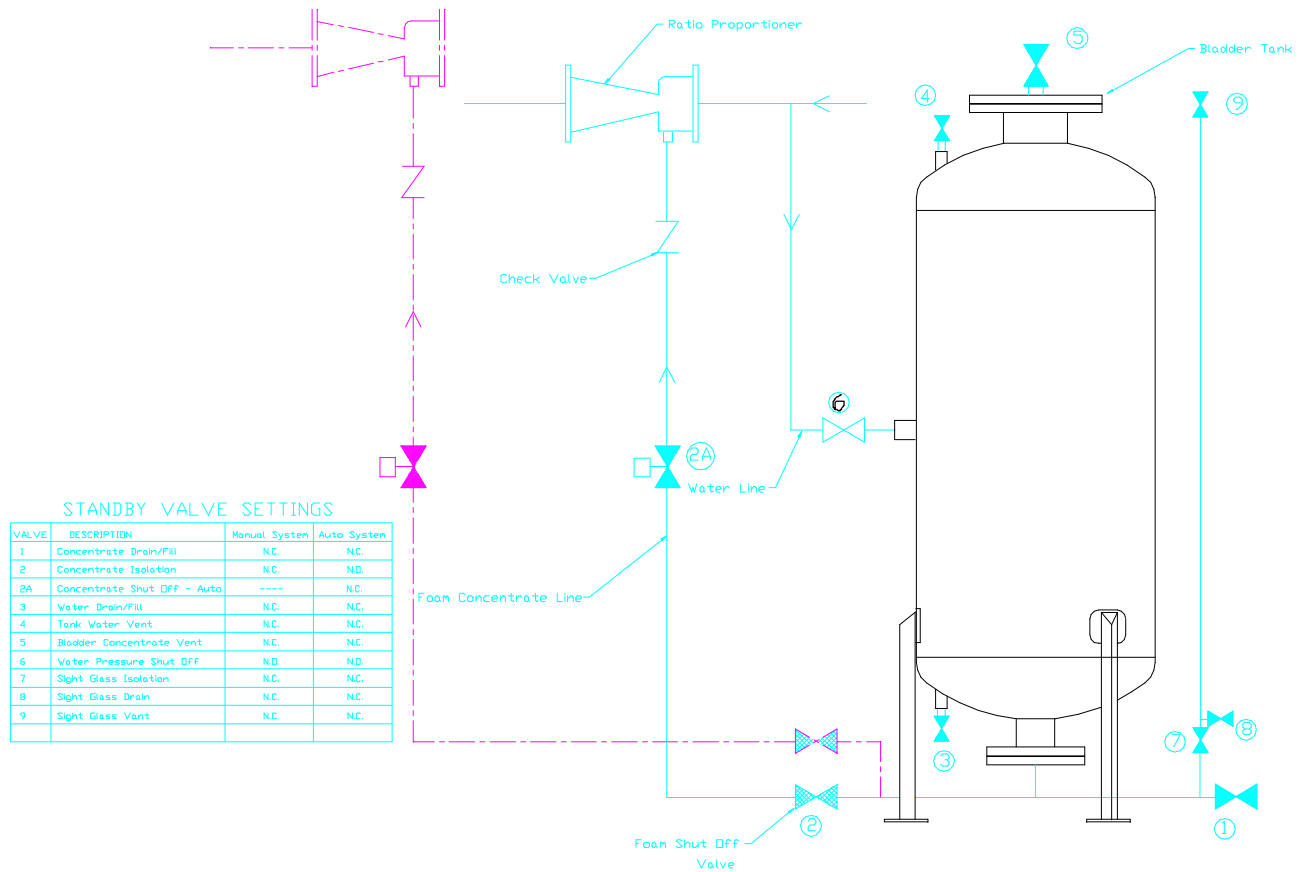 Ratio Proportioner
5
Bladder Tank
4
9
Check Valve
6
2A
Water Line
STANDBY VALVE SETTINGS
VALVE DESCRIPTION Manual System Auto System
1 Concentrate Drain/Fill N.C. N.C.
2 Concentrate Isolation N.C. N.O.
2A Concentrate Shut Off - Auto ---- N.C.
3 Water Drain/Fill N.C. N.C.
4 Tank Water Vent N.C. N.C.
5 Bladder Concentrate Vent N.C. N.C.
6 Water Pressure Shut Off N.O. N.O.
7 Sight Glass Isolation N.C. N.C.
8 Sight Glass Drain N.C. N.C.
9 Sight Glass Vant N.C. N.C.
Foam Concentrate Line
7
8
3
2
1
Foam Shut Off
Valve